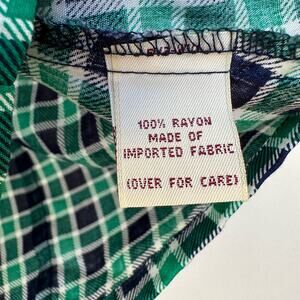 100% RAYON
MADE OF
IMPORTED FABRIC
(OVER FOR CARE)